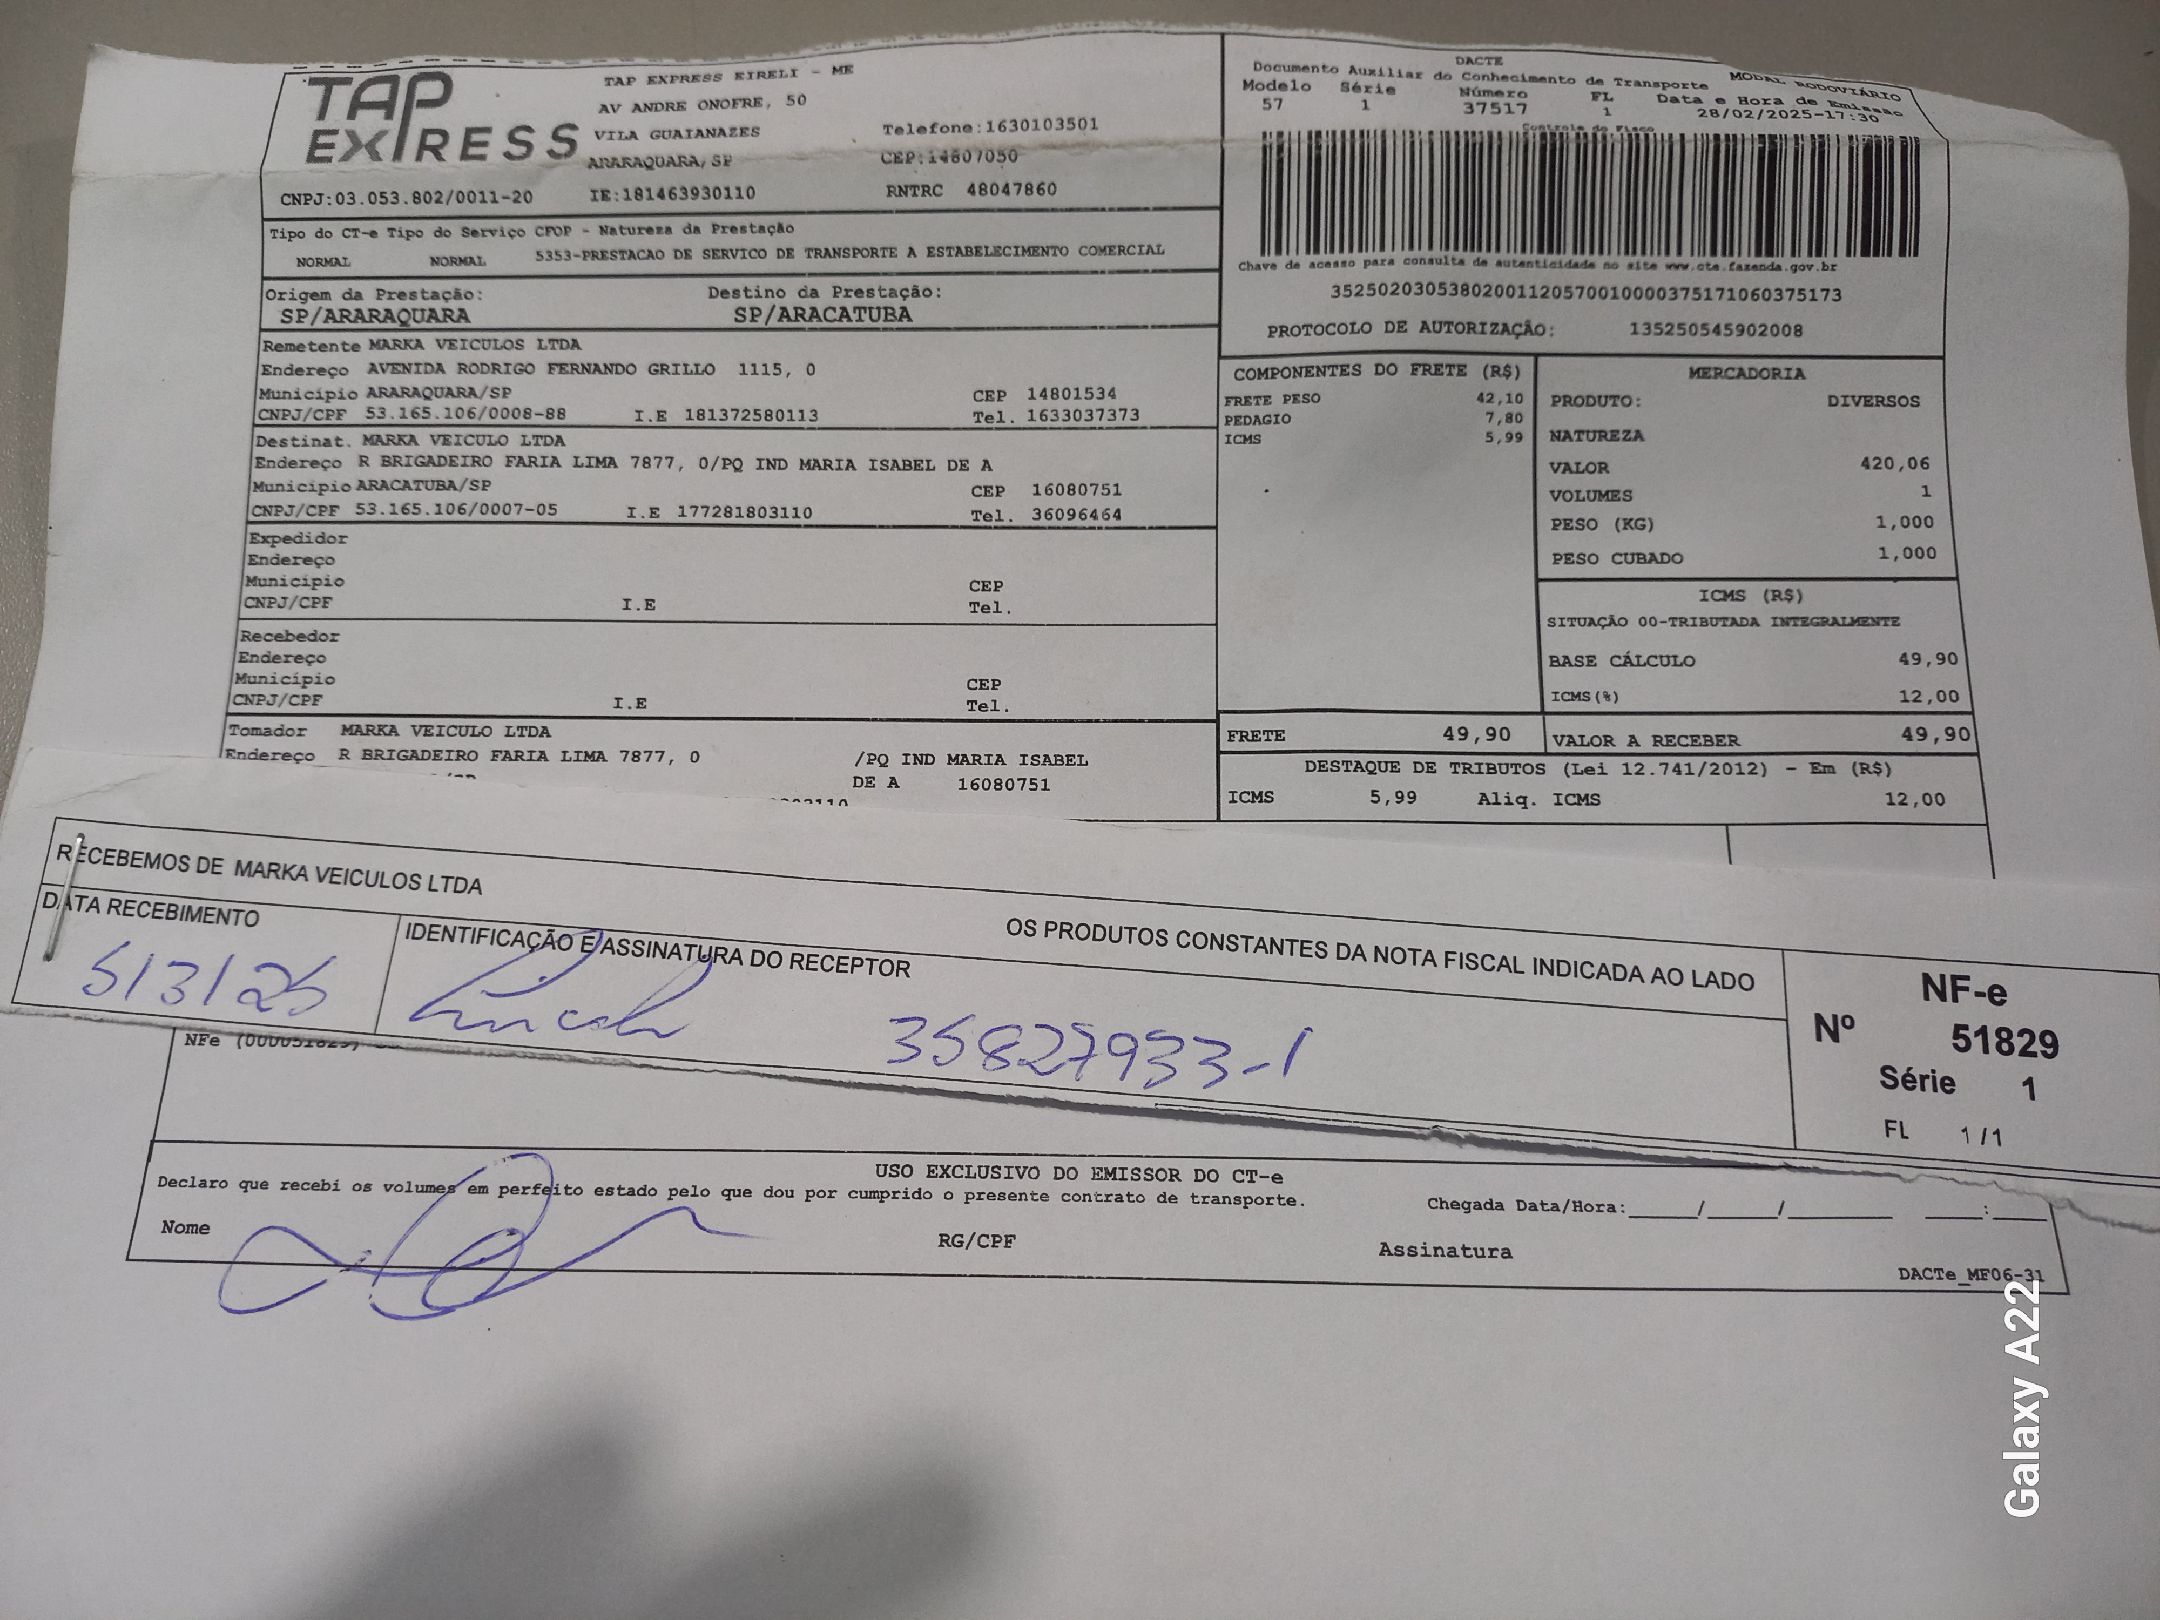 TAP EXPRESS
TAP EXPRESS EIRELI - ME
AV ANDRE ONOFRE, 50
VILA GUAIANAZES Telefone:1630103501
ARARAQUARA, SP CEP:14807050
CNPJ:03.053.802/0011-20 IE:181463930110 RNTRC 48047860
DACTE
Documento Auxiliar do Conhecimento de Transporte MODAL RODOVIÁRIO
Modelo Série Número FL Data e Hora de Emissao
57 1 37517 1 28/02/2025-17:30
Controle do Fisco
Chave de acesso para consulta de autenticidade no site www.cte.fazenda.gov.br
35250203053802001120570010000375171060375173
PROTOCOLO DE AUTORIZAÇÃO: 135250545902008
Tipo do CT-e Tipo do Serviço CFOP - Natureza da Prestação
NORMAL NORMAL 5353-PRESTACAO DE SERVICO DE TRANSPORTE A ESTABELECIMENTO COMERCIAL
Origem da Prestação: Destino da Prestação:
SP/ARARAQUARA SP/ARACATUBA
Remetente MARKA VEICULOS LTDA
Endereço AVENIDA RODRIGO FERNANDO GRILLO 1115, 0
Município ARARAQUARA/SP CEP 14801534
CNPJ/CPF 53.165.106/0008-88 I.E 181372580113 Tel. 1633037373
Destinat. MARKA VEICULO LTDA
Endereço R BRIGADEIRO FARIA LIMA 7877, 0/PQ IND MARIA ISABEL DE A
Município ARACATUBA/SP CEP 16080751
CNPJ/CPF 53.165.106/0007-05 I.E 177281803110 Tel. 36096464
Expedidor
Endereço
Município CEP
CNPJ/CPF I.E Tel.
Recebedor
Endereço
Município CEP
CNPJ/CPF I.E Tel.
Tomador MARKA VEICULO LTDA
Endereço R BRIGADEIRO FARIA LIMA 7877, 0 /PQ IND MARIA ISABEL
DE A 16080751
COMPONENTES DO FRETE (R$)
FRETE PESO 42,10
PEDAGIO 7,80
ICMS 5,99
MERCADORIA
PRODUTO: DIVERSOS
NATUREZA
VALOR 420,06
VOLUMES 1
PESO (KG) 1,000
PESO CUBADO 1,000
ICMS (R$)
SITUAÇÃO 00-TRIBUTADA INTEGRALMENTE
BASE CÁLCULO 49,90
ICMS(%) 12,00
FRETE 49,90 VALOR A RECEBER 49,90
DESTAQUE DE TRIBUTOS (Lei 12.741/2012) - Em (R$)
ICMS 5,99 Aliq. ICMS 12,00
RECEBEMOS DE MARKA VEICULOS LTDA OS PRODUTOS CONSTANTES DA NOTA FISCAL INDICADA AO LADO
DATA RECEBIMENTO IDENTIFICAÇÃO E ASSINATURA DO RECEPTOR
5/3/25 35827933-1
NF-e
Nº 51829
Série 1
FL 1/1
NFe (000051829)
USO EXCLUSIVO DO EMISSOR DO CT-e
Declaro que recebi os volumes em perfeito estado pelo que dou por cumprido o presente contrato de transporte.
Chegada Data/Hora:_____/_____/________ ____:____
Nome RG/CPF Assinatura
DACTe_MF06-31
Galaxy A22